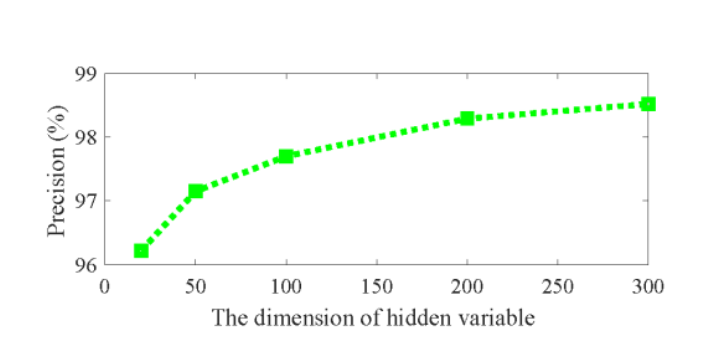 99
98
97
96
Precision (%)
0 50 100 150 200 250 300
The dimension of hidden variable